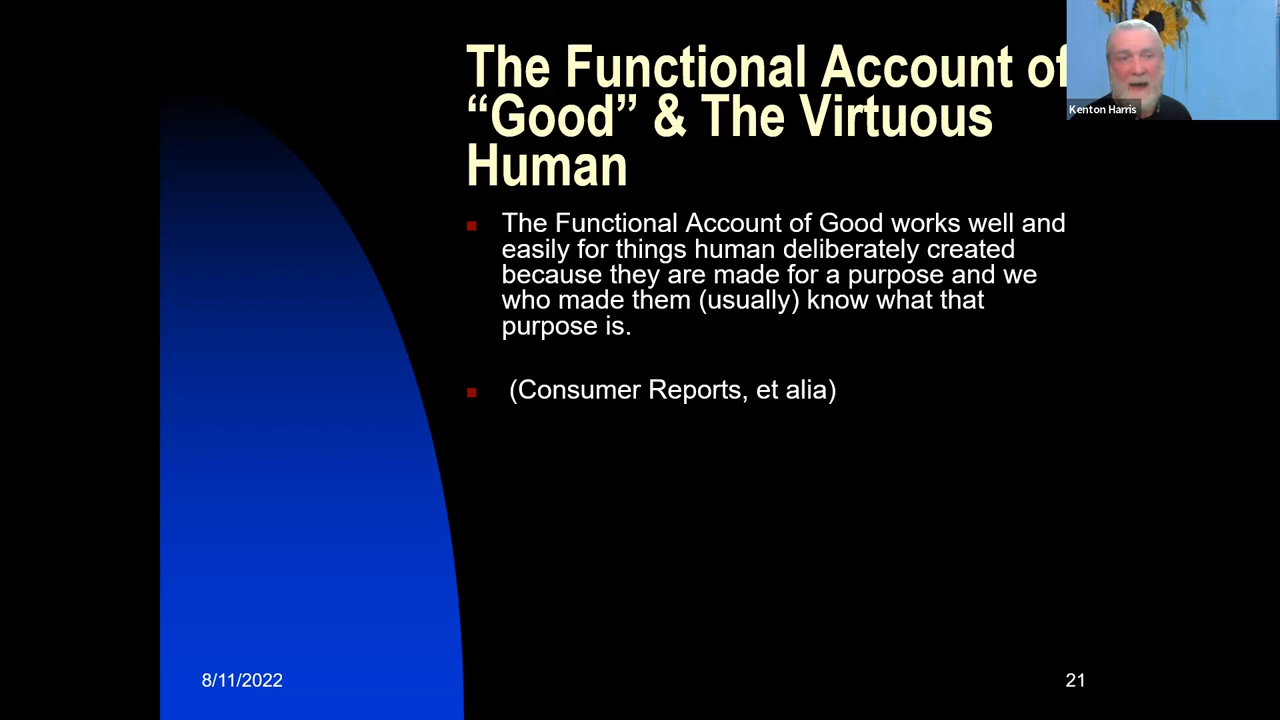 The Functional Account of
“Good” & The Virtuous
Human
Kenton Harris
The Functional Account of Good works well and
easily for things human deliberately created
because they are made for a purpose and we
who made them (usually) know what that
purpose is.
(Consumer Reports, et alia)
8/11/2022
21